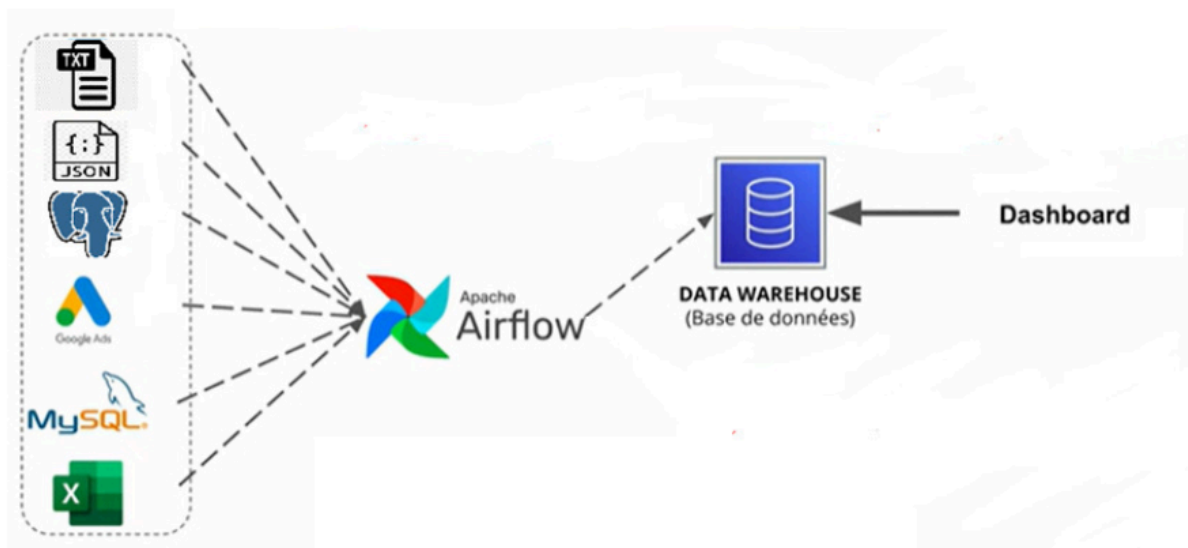 TXT
{:}
JSON
Google Ads
MySQL
X
Apache
Airflow
DATA WAREHOUSE
(Base de données)
Dashboard